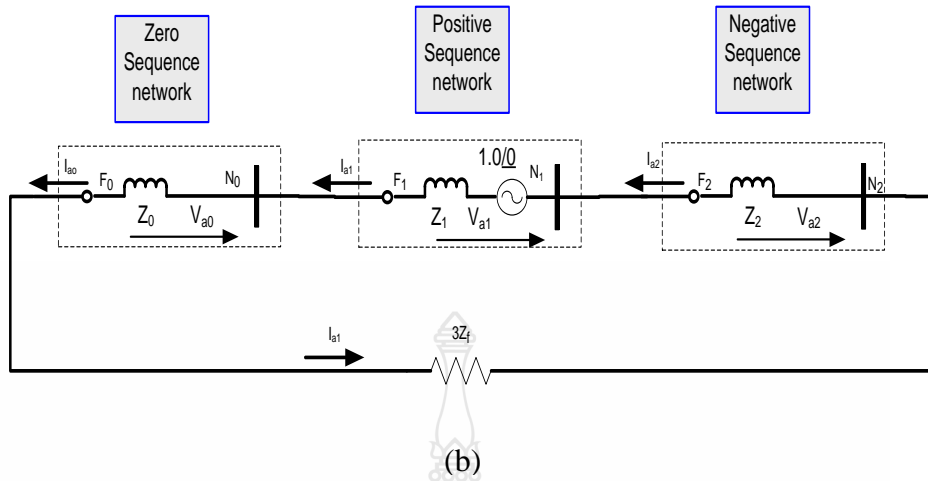 Zero
Sequence
network
Positive
Sequence
network
Negative
Sequence
network
Iao
F0
N0
Z0
Va0
Ia1
F1
1.0/0
N1
Z1
Va1
Ia2
F2
N2
Z2
Va2
Ia1
3Zf
(b)